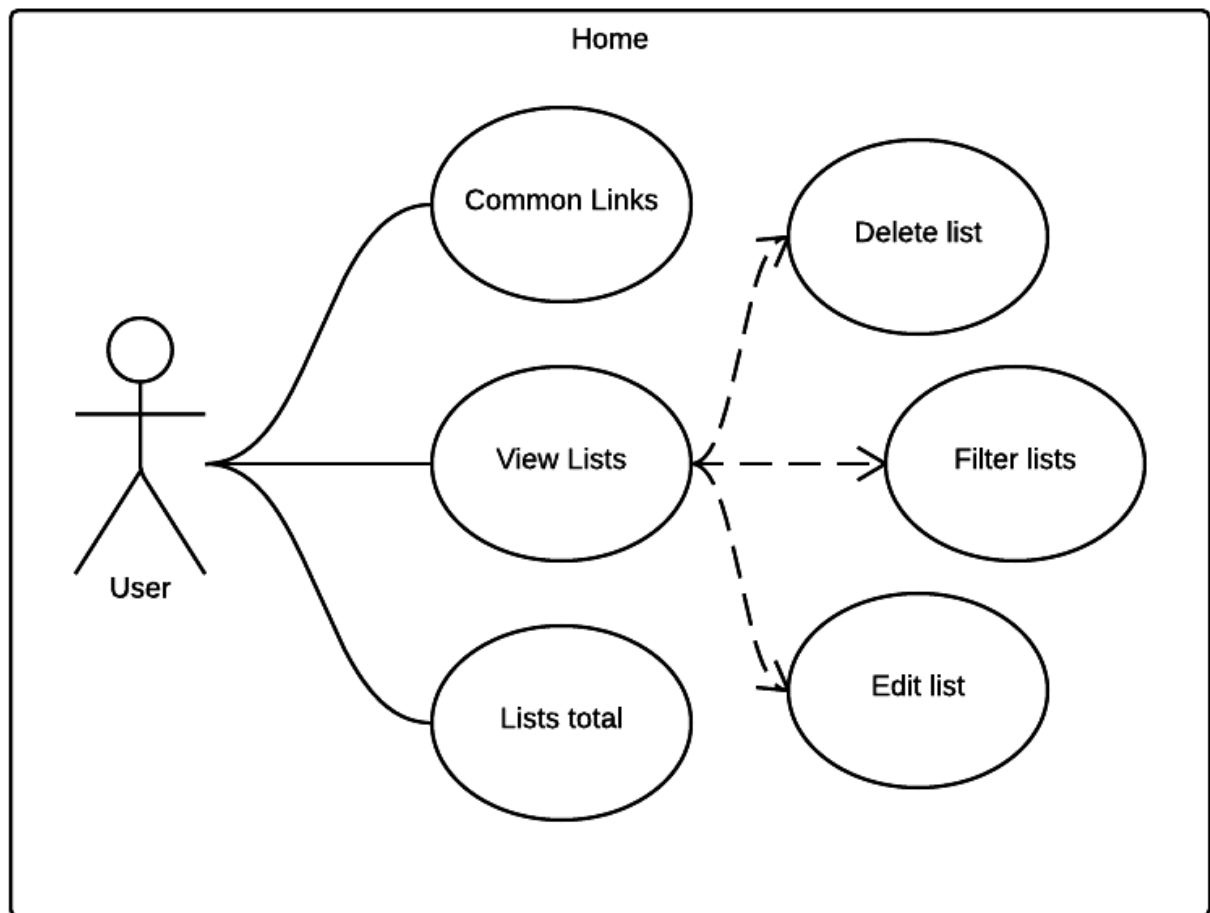 Home
Common Links
Delete list
View Lists
Filter lists
User
Edit list
Lists total